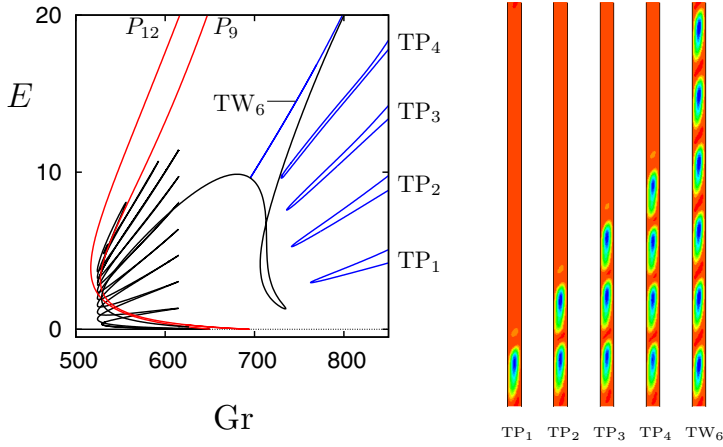 20
P₁₂ P₉
E
TW₆
TP₄
TP₃
10
TP₂
TP₁
0
500 600 700 800
Gr
TP₁ TP₂ TP₃ TP₄ TW₆